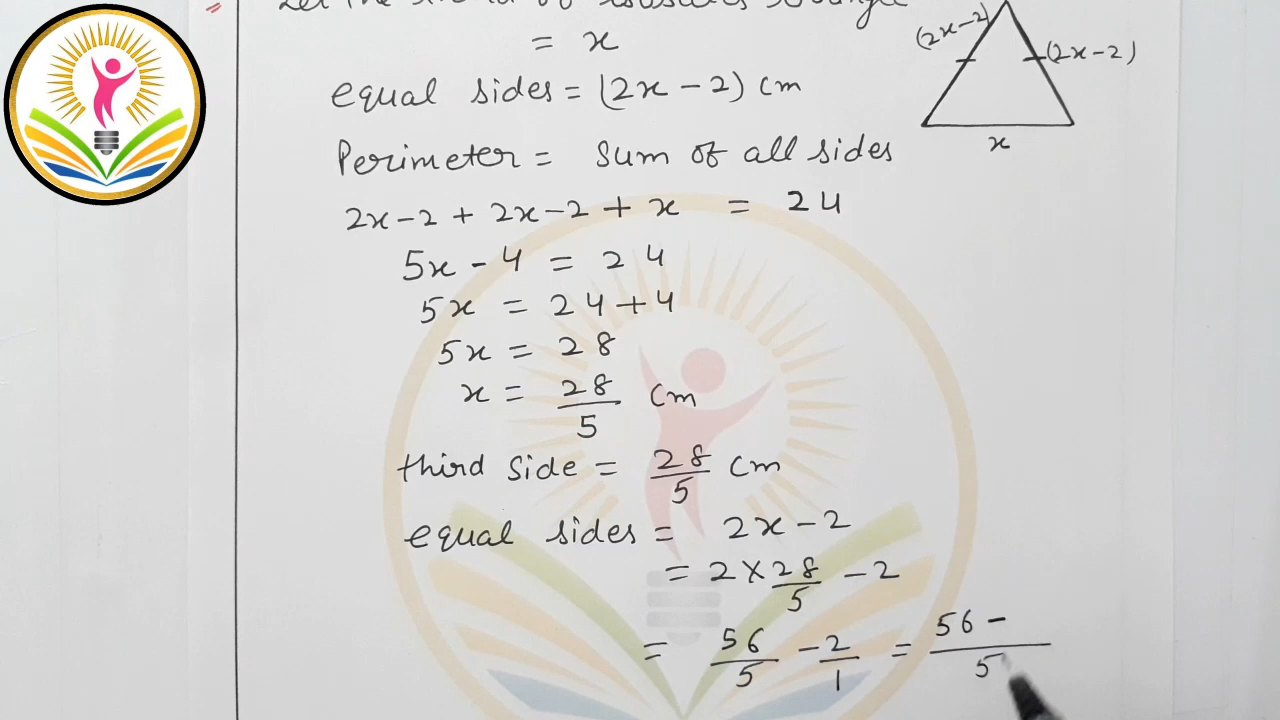 = x
equal sides = (2x - 2) cm
(2x-2)
(2x-2)
x
Perimeter = Sum of all sides
2x-2 + 2x-2 + x = 24
5x - 4 = 24
5x = 24+4
5x = 28
x = 28/5 cm
third side = 28/5 cm
equal sides = 2x-2
= 2 × 28/5 - 2
= 56/5 - 2/1 = 56 - /5